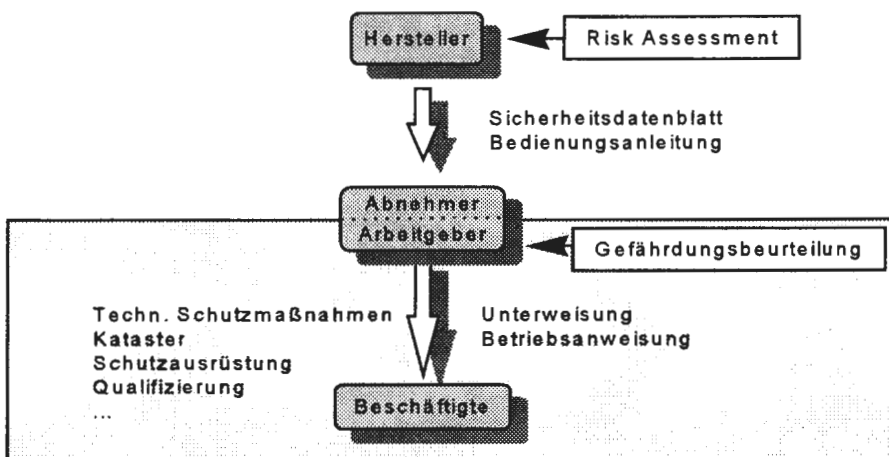 Hersteller
Risk Assessment
Sicherheitsdatenblatt
Bedienungsanleitung
Abnehmer
Arbeitgeber
Gefährdungsbeurteilung
Techn. Schutzmaßnahmen
Kataster
Schutzausrüstung
Qualifizierung
...
Unterweisung
Betriebsanweisung
Beschäftigte